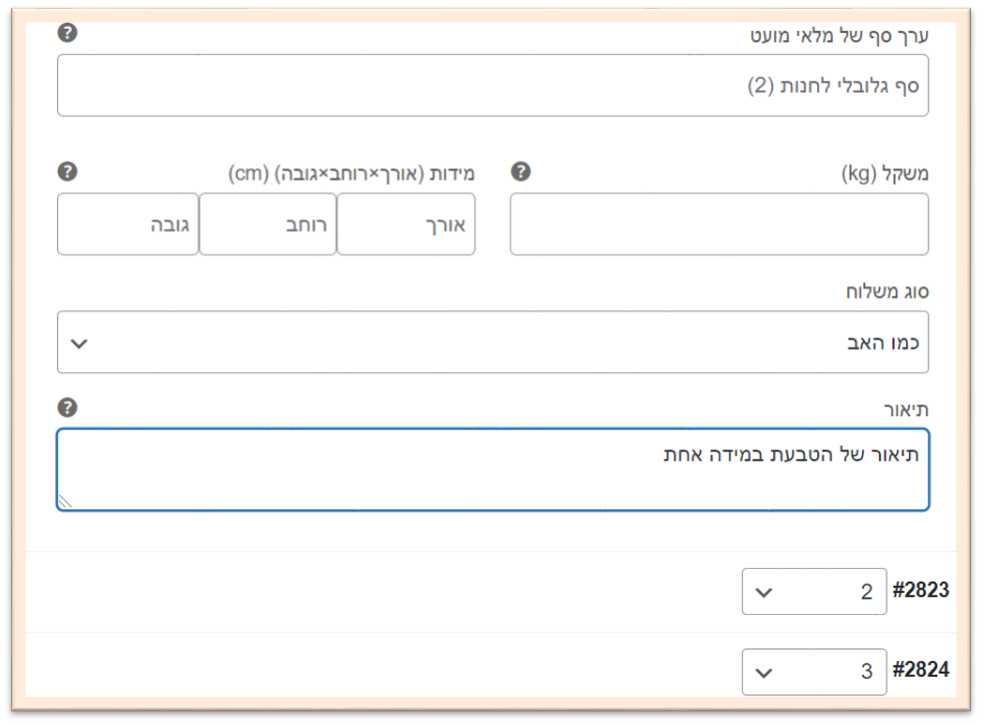 ערך סף של מלאי מועט
סף גלובלי לחנות (2)
משקל (kg)
מידות (אורך×רוחב×גובה) (cm)
אורך רוחב גובה
סוג משלוח
כמו האב
תיאור
תיאור של הטבעת במידה אחת
#2823 2
#2824 3